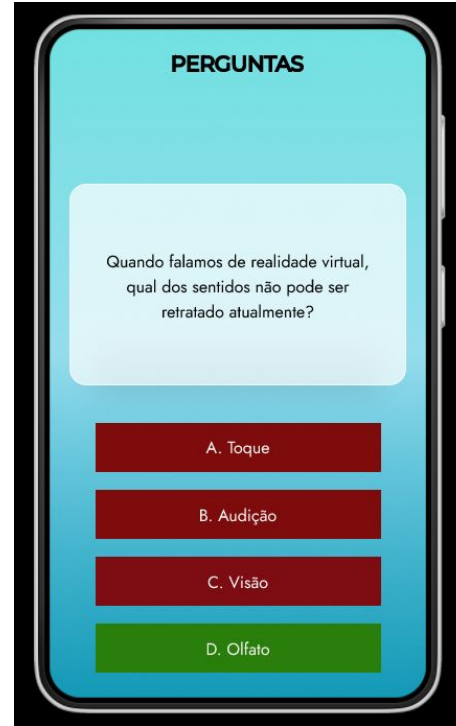 PERGUNTAS
Quando falamos de realidade virtual,
qual dos sentidos não pode ser
retratado atualmente?
A. Toque
B. Audição
C. Visão
D. Olfato